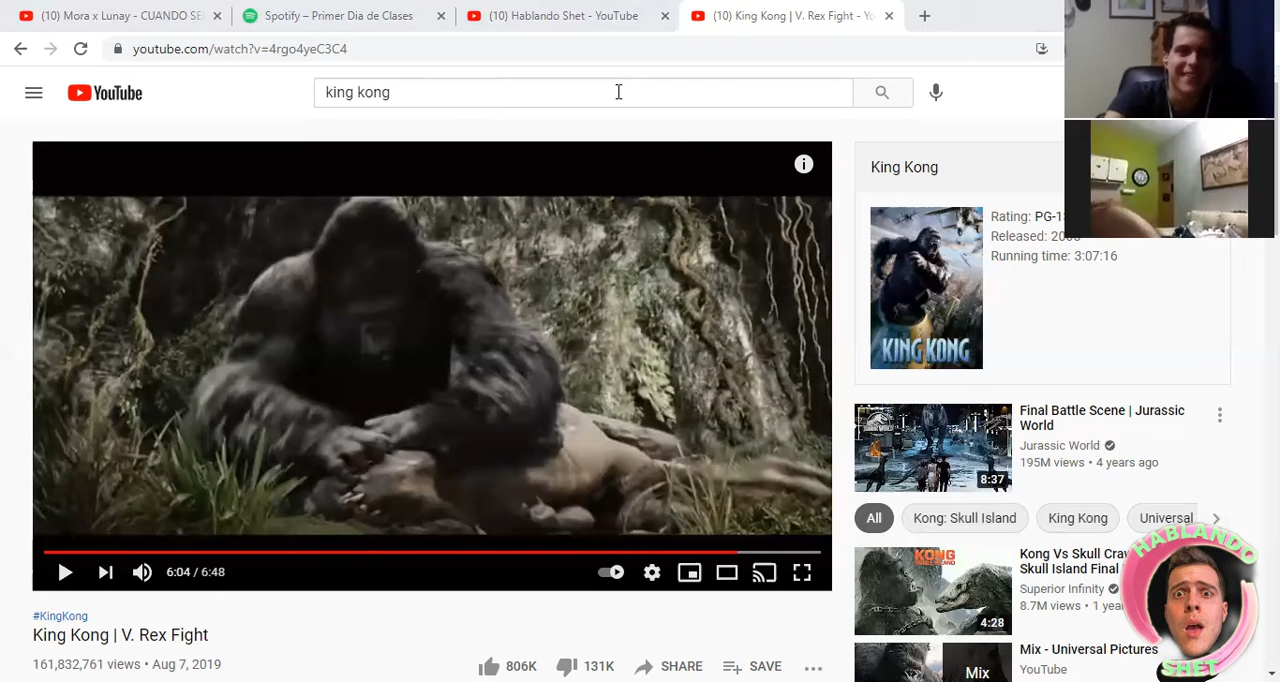 (10) Mora x Lunay - CUANDO SE
Spotify – Primer Dia de Clases
(10) Hablando Shet - YouTube
(10) King Kong | V. Rex Fight - Yo
youtube.com/watch?v=4rgo4yeC3C4
YouTube
king kong
King Kong
Rating: PG-1
Released: 200
Running time: 3:07:16
KING KONG
Final Battle Scene | Jurassic
World
Jurassic World
195M views • 4 years ago
8:37
All
Kong: Skull Island
King Kong
Universal
6:04 / 6:48
KONG
Kong Vs Skull Craw
Skull Island Final
Superior Infinity
8.7M views • 1 yea
4:28
#KingKong
King Kong | V. Rex Fight
161,832,761 views • Aug 7, 2019
806K
131K
SHARE
SAVE
Mix - Universal Pictures
YouTube
Mix
HABLANDO
SHET